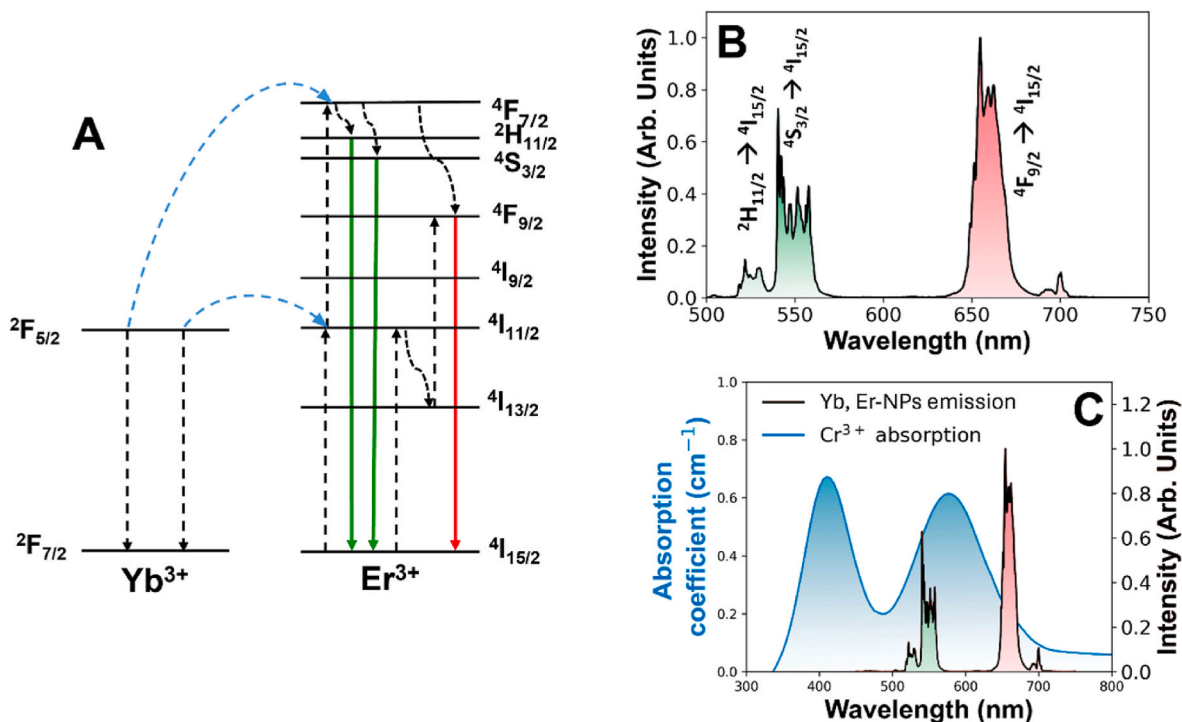 A
⁴F₇/₂
²H₁₁/₂
⁴S₃/₂
⁴F₉/₂
⁴I₉/₂
²F₅/₂
⁴I₁₁/₂
⁴I₁₃/₂
²F₇/₂
⁴I₁₅/₂
Yb³⁺
Er³⁺
B
Intensity (Arb. Units)
1.0
0.8
0.6
0.4
0.2
0.0
²H₁₁/₂ → ⁴I₁₅/₂
⁴S₃/₂ → ⁴I₁₅/₂
⁴F₉/₂ → ⁴I₁₅/₂
500 550 600 650 700 750
Wavelength (nm)
C
Yb, Er-NPs emission
Cr³⁺ absorption
Absorption
coefficient (cm⁻¹)
1.0
0.8
0.6
0.4
0.2
0.0
1.2
1.0
0.8
0.6
0.4
0.2
0.0
Intensity (Arb. Units)
300 400 500 600 700 800
Wavelength (nm)